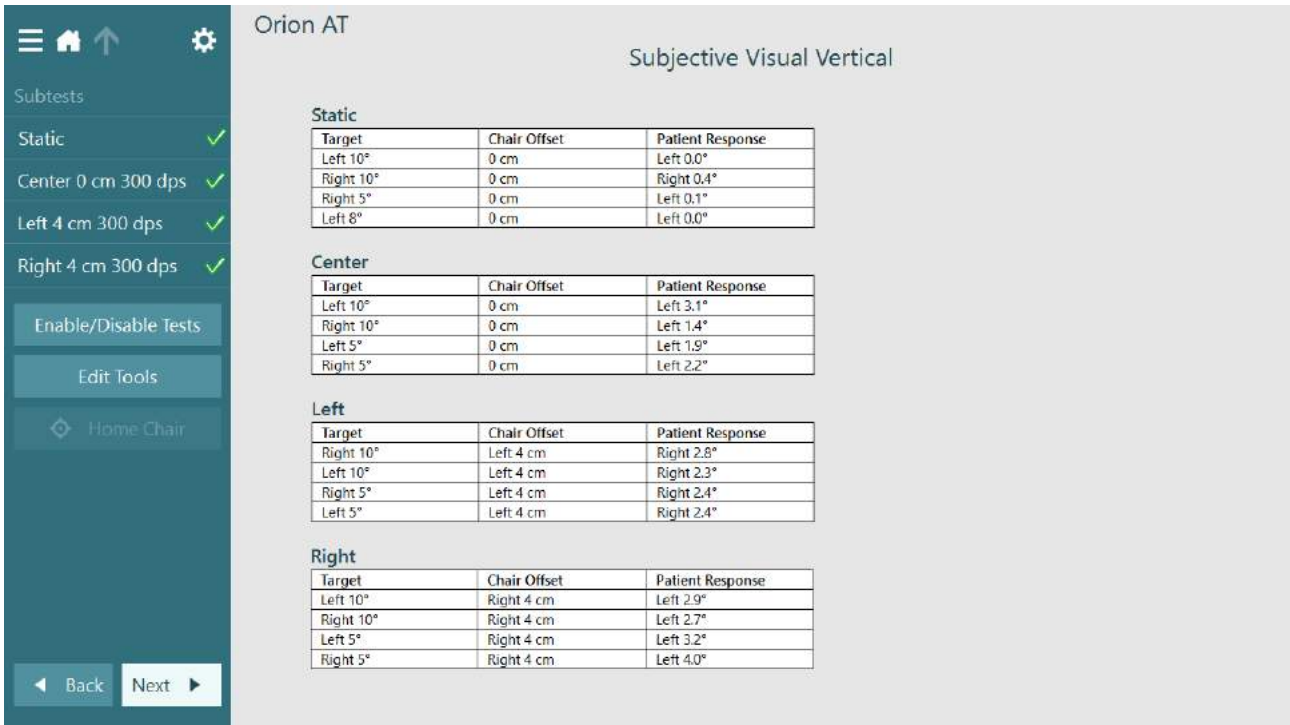 Orion AT
Subjective Visual Vertical
Subtests
Static
Center 0 cm 300 dps
Left 4 cm 300 dps
Right 4 cm 300 dps
Enable/Disable Tests
Edit Tools
Home Chair
Back Next
Static
Target Chair Offset Patient Response
Left 10° 0 cm Left 0.0°
Right 10° 0 cm Right 0.4°
Right 5° 0 cm Left 0.1°
Left 8° 0 cm Left 0.0°
Center
Target Chair Offset Patient Response
Left 10° 0 cm Left 3.1°
Right 10° 0 cm Left 1.4°
Left 5° 0 cm Left 1.9°
Right 5° 0 cm Left 2.2°
Left
Target Chair Offset Patient Response
Right 10° Left 4 cm Right 2.8°
Left 10° Left 4 cm Right 2.3°
Right 5° Left 4 cm Right 2.4°
Left 5° Left 4 cm Right 2.4°
Right
Target Chair Offset Patient Response
Left 10° Right 4 cm Left 2.9°
Right 10° Right 4 cm Left 2.7°
Left 5° Right 4 cm Left 3.2°
Right 5° Right 4 cm Left 4.0°